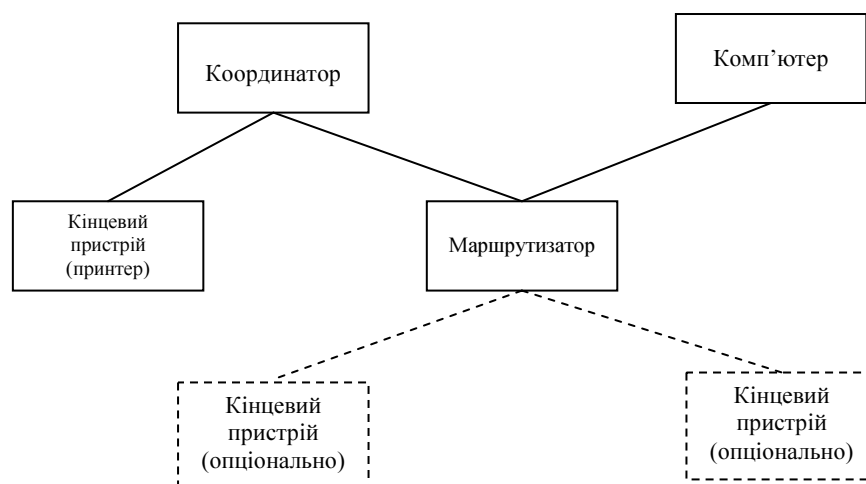 Координатор
Комп’ютер
Кінцевий
пристрій
(принтер)
Маршрутизатор
Кінцевий
пристрій
(опціонально)
Кінцевий
пристрій
(опціонально)